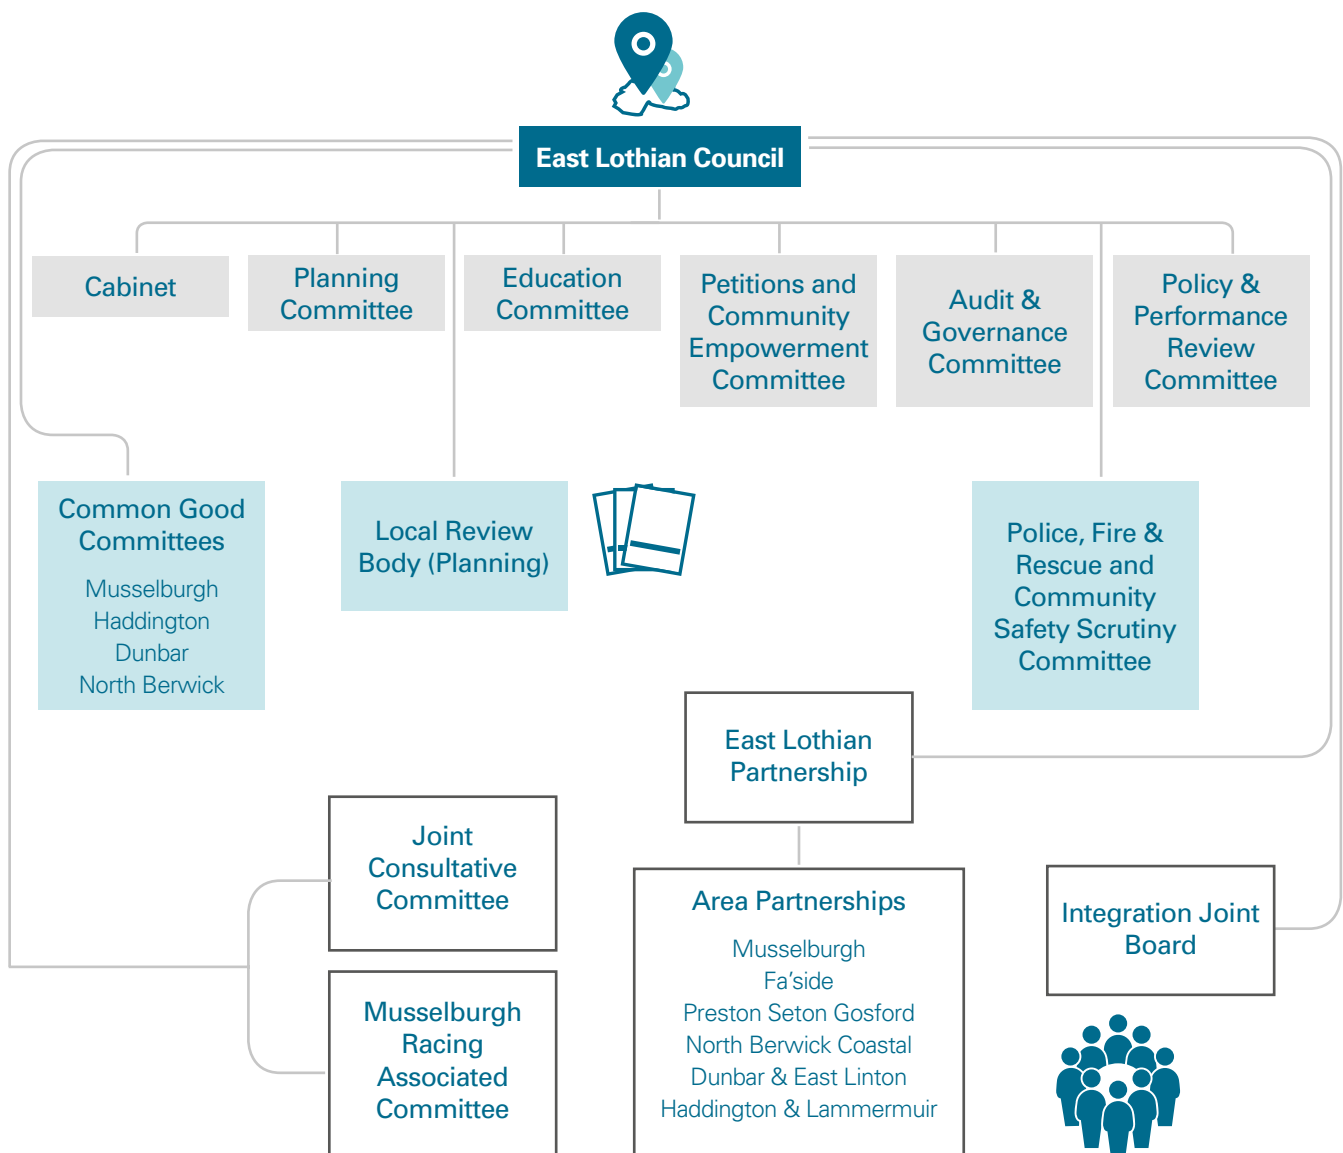 East Lothian Council
Cabinet
Planning
Committee
Education
Committee
Petitions and
Community
Empowerment
Committee
Audit &
Governance
Committee
Policy &
Performance
Review
Committee
Common Good
Committees
Musselburgh
Haddington
Dunbar
North Berwick
Local Review
Body (Planning)
Police, Fire &
Rescue and
Community
Safety Scrutiny
Committee
East Lothian
Partnership
Joint
Consultative
Committee
Area Partnerships
Musselburgh
Fa'side
Preston Seton Gosford
North Berwick Coastal
Dunbar & East Linton
Haddington & Lammermuir
Integration Joint
Board
Musselburgh
Racing
Associated
Committee